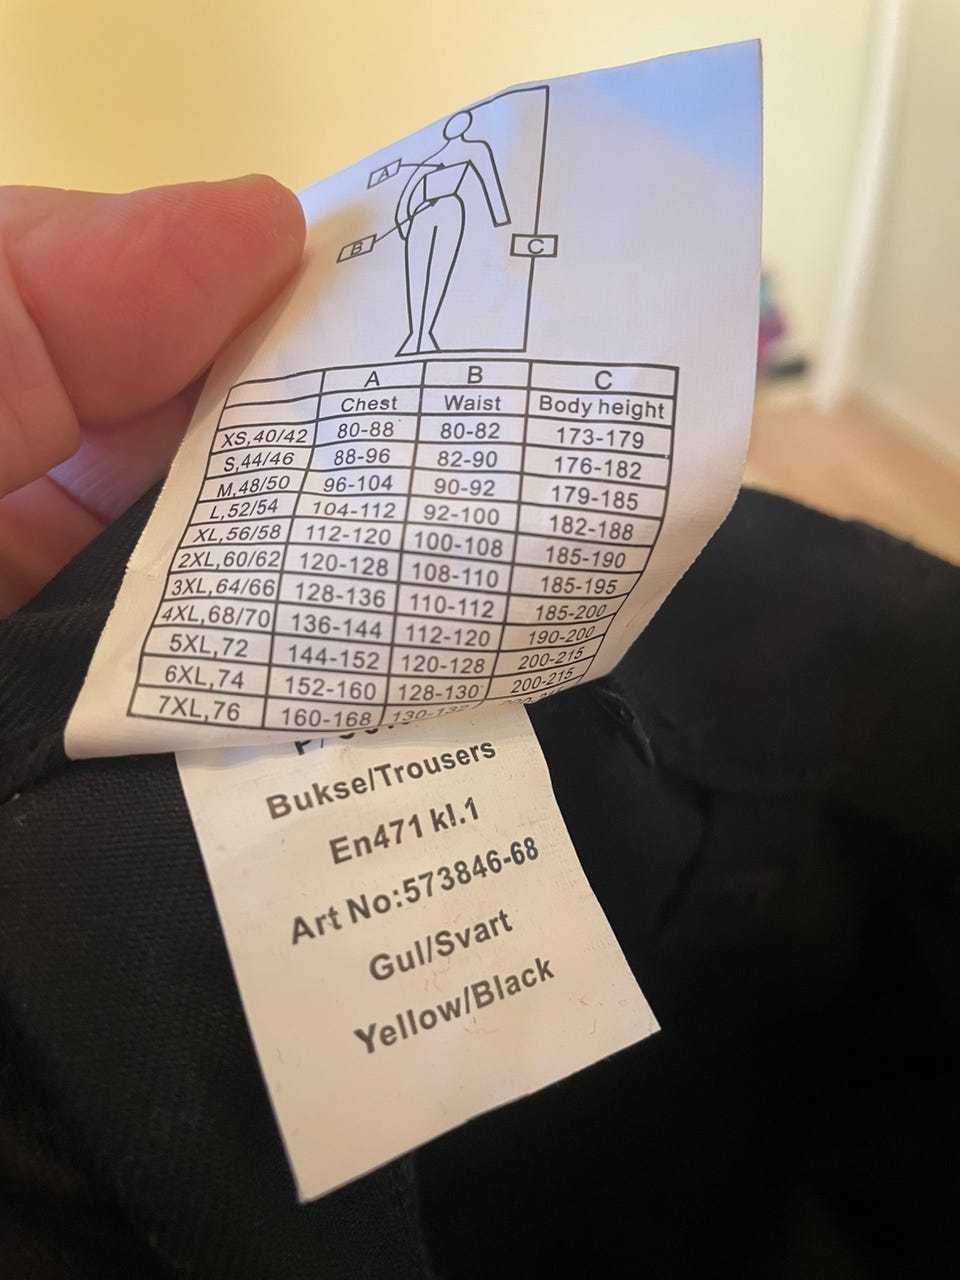 A
B
C
A B C
Chest Waist Body height
XS,40/42 80-88 80-82 173-179
S,44/46 88-96 82-90 176-182
M,48/50 96-104 90-92 179-185
L,52/54 104-112 92-100 182-188
XL,56/58 112-120 100-108 185-190
2XL,60/62 120-128 108-110 185-195
3XL,64/66 128-136 110-112 185-200
4XL,68/70 136-144 112-120 190-200
5XL,72 144-152 120-128 200-215
6XL,74 152-160 128-130 200-215
7XL,76 160-168 130-132
Bukse/Trousers
En471 kl.1
Art No:573846-68
Gul/Svart
Yellow/Black